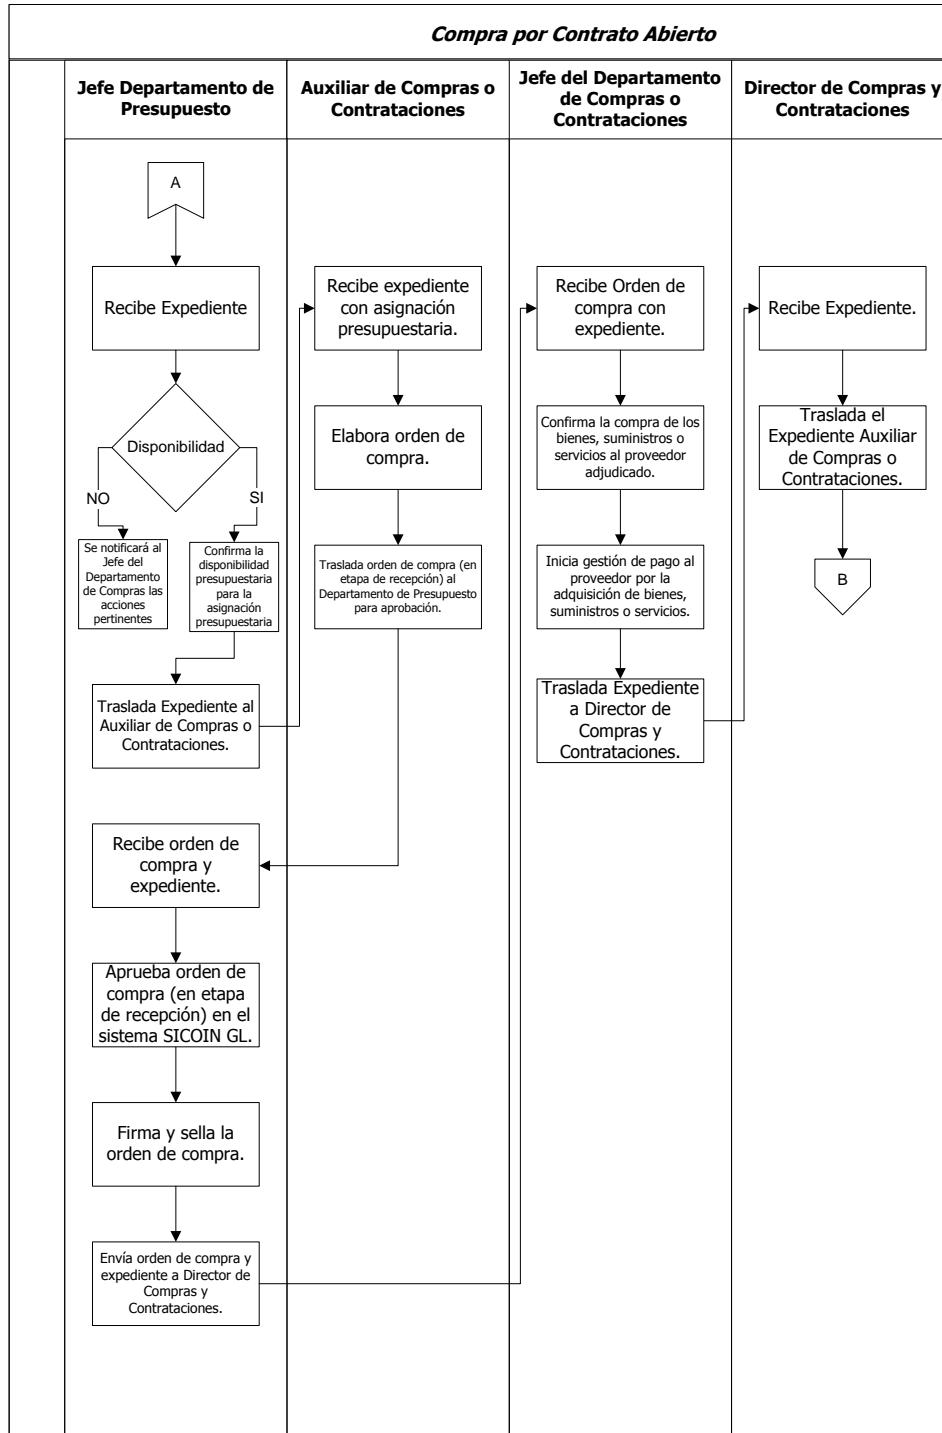 Compra por Contrato Abierto
Jefe Departamento de
Presupuesto
Auxiliar de Compras o
Contrataciones
Jefe del Departamento
de Compras o
Contrataciones
Director de Compras y
Contrataciones
A
Recibe Expediente
Disponibilidad
NO
SI
Se notificará al
Jefe del
Departamento
de Compras las
acciones
pertinentes
Confirma la
disponibilidad
presupuestaria
para la
asignación
presupuestaria
Traslada Expediente al
Auxiliar de Compras o
Contrataciones.
Recibe orden de
compra y
expediente.
Aprueba orden de
compra (en etapa
de recepción) en el
sistema SICOIN GL.
Firma y sella la
orden de compra.
Envía orden de compra y
expediente a Director de
Compras y
Contrataciones.
Recibe expediente
con asignación
presupuestaria.
Elabora orden de
compra.
Traslada orden de compra (en
etapa de recepción) al
Departamento de Presupuesto
para aprobación.
Recibe Orden de
compra con
expediente.
Confirma la compra de los
bienes, suministros o
servicios al proveedor
adjudicado.
Inicia gestión de pago al
proveedor por la
adquisición de bienes,
suministros o servicios.
Traslada Expediente
a Director de
Compras y
Contrataciones.
Recibe Expediente.
Traslada el
Expediente Auxiliar
de Compras o
Contrataciones.
B